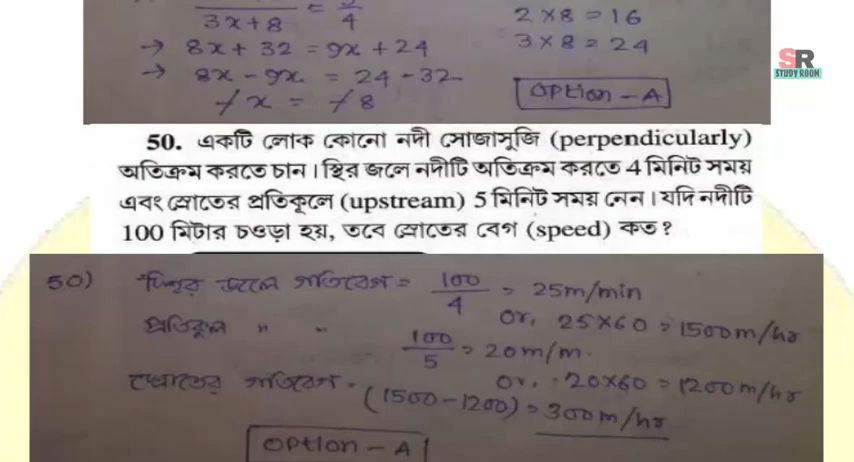 3x+8 = 3/4
→ 8x + 32 = 9x + 24
→ 8x - 9x = 24 - 32
-x = -8
2 × 8 = 16
3 × 8 = 24
OPtion - A
SR
STUDY ROOM
50. একটি লোক কোনো নদী সোজাসুজি (perpendicularly)
অতিক্রম করতে চান। স্থির জলে নদীটি অতিক্রম করতে 4 মিনিট সময়
এবং স্রোতের প্রতিকূলে (upstream) 5 মিনিট সময় নেন। যদি নদীটি
100 মিটার চওড়া হয়, তবে স্রোতের বেগ (speed) কত?
50) স্থির জলে গতিবেগ = 100/4 = 25m/min
or, 25×60 = 1500m/hr
প্রতিকূল " " 100/5 = 20m/m.
or, 20×60 = 1200m/hr
স্রোতের গতিবেগ = (1500-1200) = 300m/hr
OPtion - A